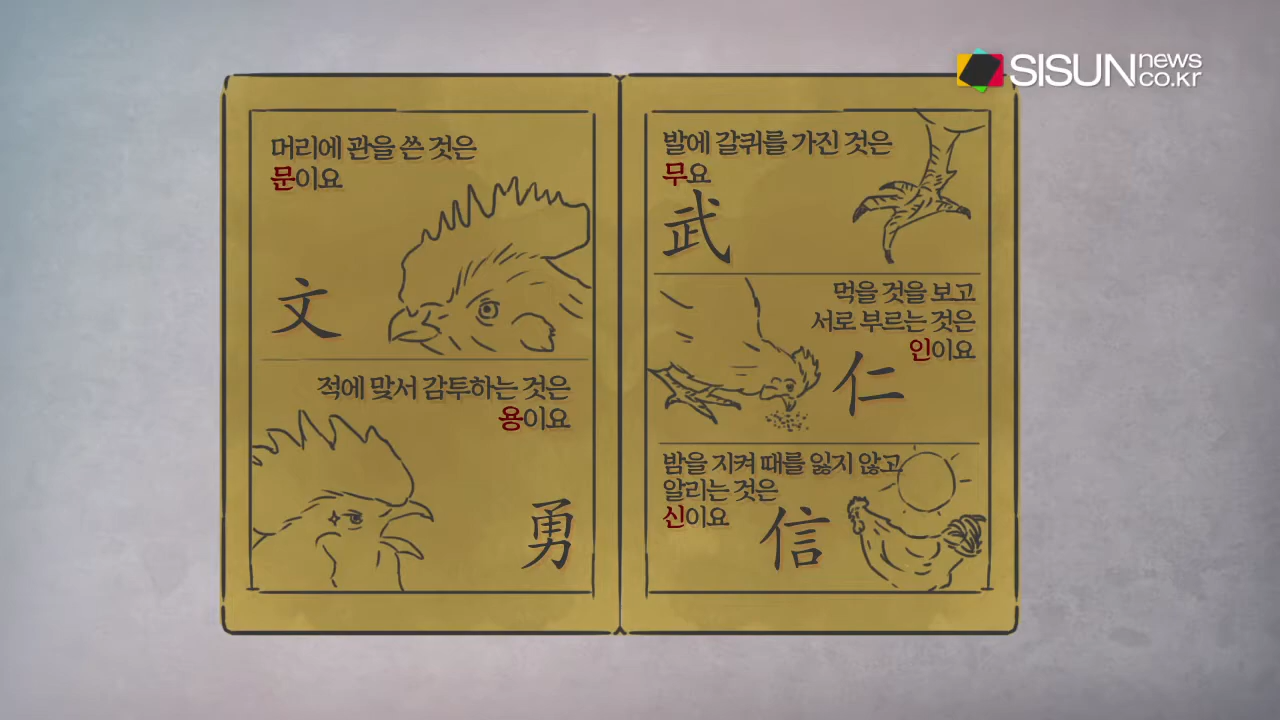 SISUN news
co.kr
머리에 관을 쓴 것은
문이요
文
적에 맞서 감투하는 것은
용이요
勇
발에 갈퀴를 가진 것은
무요
武
먹을 것을 보고
서로 부르는 것은
인이요
仁
밤을 지켜 때를 잃지 않고
알리는 것은
신이요
信